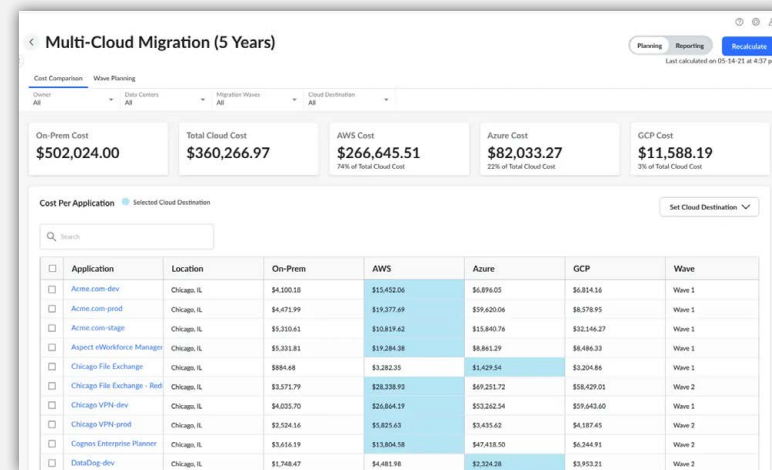 Multi-Cloud Migration (5 Years)
Planning Reporting Recalculate
Last calculated on 05-14-21 at 4:37 p
Cost Comparison Wave Planning
Owner Data Centers Migration Waves Cloud Destination
All All All All
On-Prem Cost Total Cloud Cost AWS Cost Azure Cost GCP Cost
$502,024.00 $360,266.97 $266,645.51 $82,033.27 $11,588.19
74% of Total Cloud Cost 22% of Total Cloud Cost 3% of Total Cloud Cost
Cost Per Application Selected Cloud Destination Set Cloud Destination
Search
Application Location On-Prem AWS Azure GCP Wave
Acme.com-dev Chicago, IL $4,100.18 $15,452.06 $6,896.05 $6,814.16 Wave 1
Acme.com-prod Chicago, IL $4,471.99 $19,377.69 $59,620.06 $8,578.95 Wave 1
Acme.com-stage Chicago, IL $5,310.61 $10,819.62 $15,840.76 $32,146.27 Wave 1
Aspect eWorkforce Manager Chicago, IL $5,331.81 $19,284.38 $8,861.29 $8,486.33 Wave 1
Chicago File Exchange Chicago, IL $884.68 $3,282.35 $1,429.54 $3,204.86 Wave 1
Chicago File Exchange - Red Chicago, IL $3,571.79 $28,338.93 $69,251.72 $58,429.01 Wave 2
Chicago VPN-dev Chicago, IL $4,035.70 $26,864.19 $53,262.54 $59,643.60 Wave 1
Chicago VPN-prod Chicago, IL $2,524.16 $5,825.63 $3,435.62 $4,187.45 Wave 2
Cognos Enterprise Planner Chicago, IL $3,616.19 $13,804.58 $47,418.50 $6,244.91 Wave 2
DataDog-dev Chicago, IL $1,748.47 $4,481.98 $2,324.28 $3,953.21 Wave 2